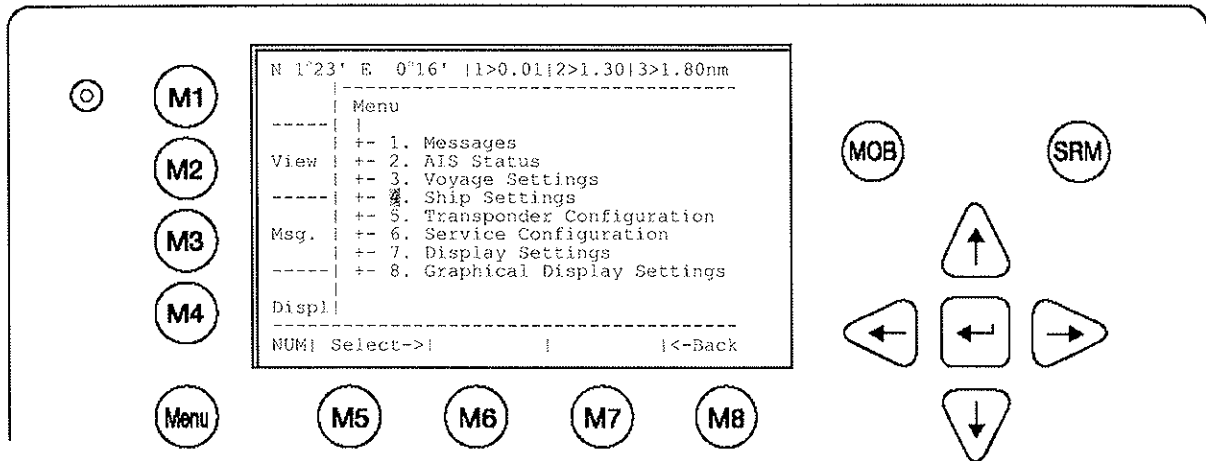 N 1°23' E 0°16' |1>0.01|2>1.30|3>1.80nm
Menu
+- 1. Messages
View | +- 2. AIS Status
+- 3. Voyage Settings
+- 4. Ship Settings
+- 5. Transponder Configuration
Msg. | +- 6. Service Configuration
+- 7. Display Settings
+- 8. Graphical Display Settings
Displ|
NUM| Select->| | |<-Back
M1
M2
M3
M4
Menu
M5
M6
M7
M8
MOB
SRM